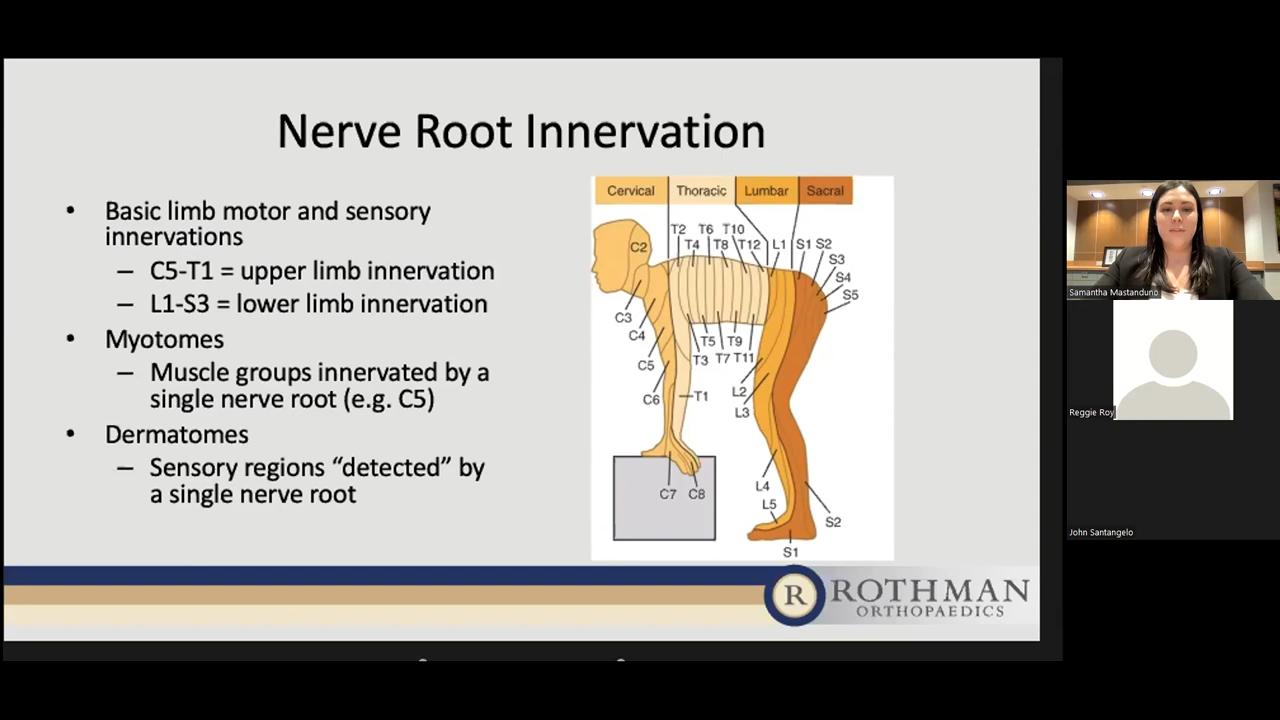 Nerve Root Innervation
• Basic limb motor and sensory
innervations
– C5-T1 = upper limb innervation
– L1-S3 = lower limb innervation
• Myotomes
– Muscle groups innervated by a
single nerve root (e.g. C5)
• Dermatomes
– Sensory regions “detected” by
a single nerve root
Cervical Thoracic Lumbar Sacral
T2 T6 T10
C2 T4 T8 T12 L1 S1 S2
S3
S4
S5
C3
C4
T5 T9
C5 T3 T7 T11
C6 T1 L2
L3
L4
C7 C8
L5
S2
S1
R ROTHMAN
ORTHOPAEDICS
Samantha Mastanduno
Reggie Roy
John Santangelo